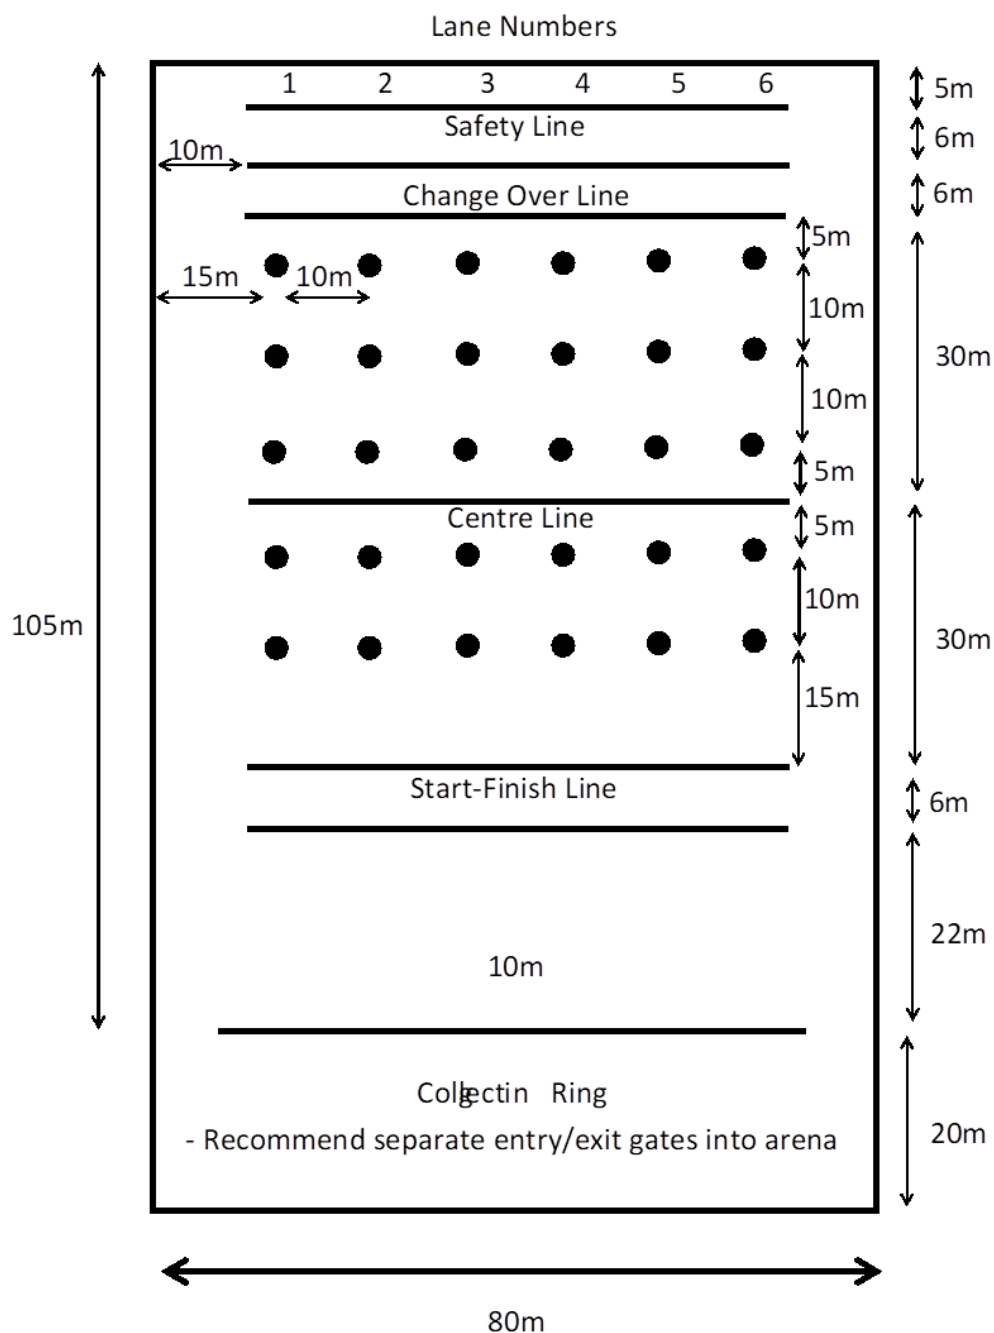 Lane Numbers
1 2 3 4 5 6
5m
Safety Line
6m
10m
Change Over Line
6m
5m
15m 10m
10m
30m
10m
5m
Centre Line
5m
10m
105m
30m
15m
Start-Finish Line
6m
22m
10m
Ring
- Recommend separate entry/exit gates into arena
20m
80m